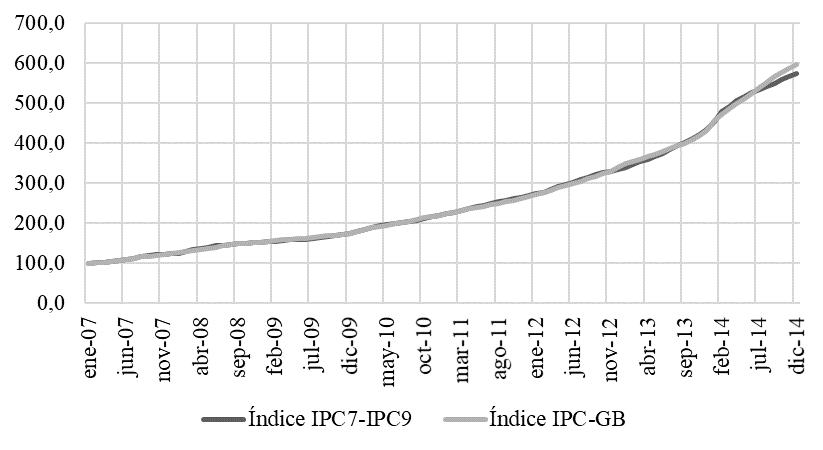 700,0
600,0
500,0
400,0
300,0
200,0
100,0
0,0
ene-07
jun-07
nov-07
abr-08
sep-08
feb-09
jul-09
dic-09
may-10
oct-10
mar-11
ago-11
ene-12
jun-12
nov-12
abr-13
sep-13
feb-14
jul-14
dic-14
Índice IPC7-IPC9 Índice IPC-GB